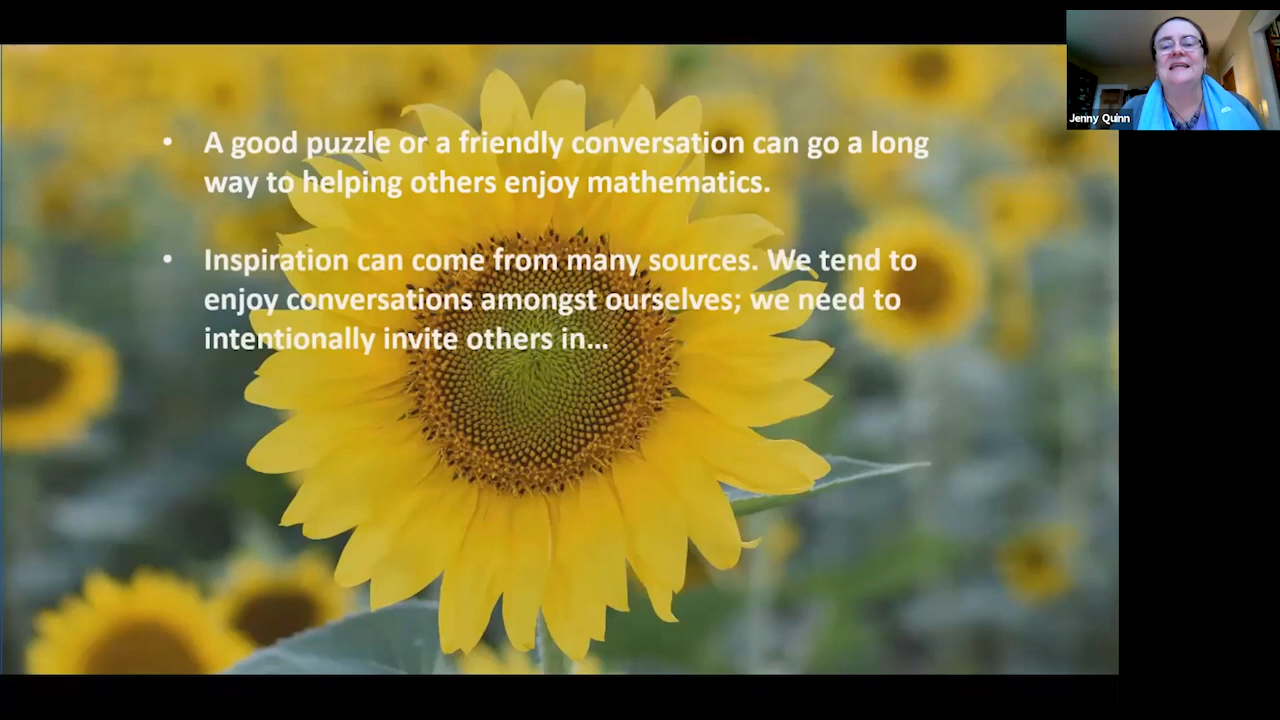 • A good puzzle or a friendly conversation can go a long
way to helping others enjoy mathematics.
• Inspiration can come from many sources. We tend to
enjoy conversations amongst ourselves; we need to
intentionally invite others in...
Jenny Quinn